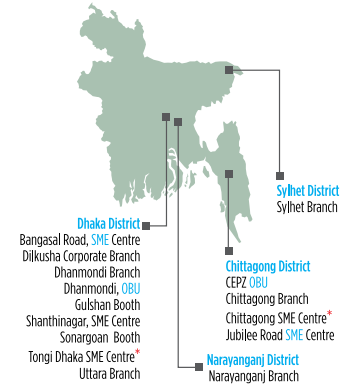 Sylhet District
Sylhet Branch
Dhaka District
Bangasal Road, SME Centre
Dilkusha Corporate Branch
Dhanmondi Branch
Dhanmondi, OBU
Gulshan Booth
Shanthinagar, SME Centre
Sonargoan Booth
Tongi Dhaka SME Centre*
Uttara Branch
Chittagong District
CEPZ OBU
Chittagong Branch
Chittagong SME Centre*
Jubilee Road SME Centre
Narayanganj District
Narayanganj Branch